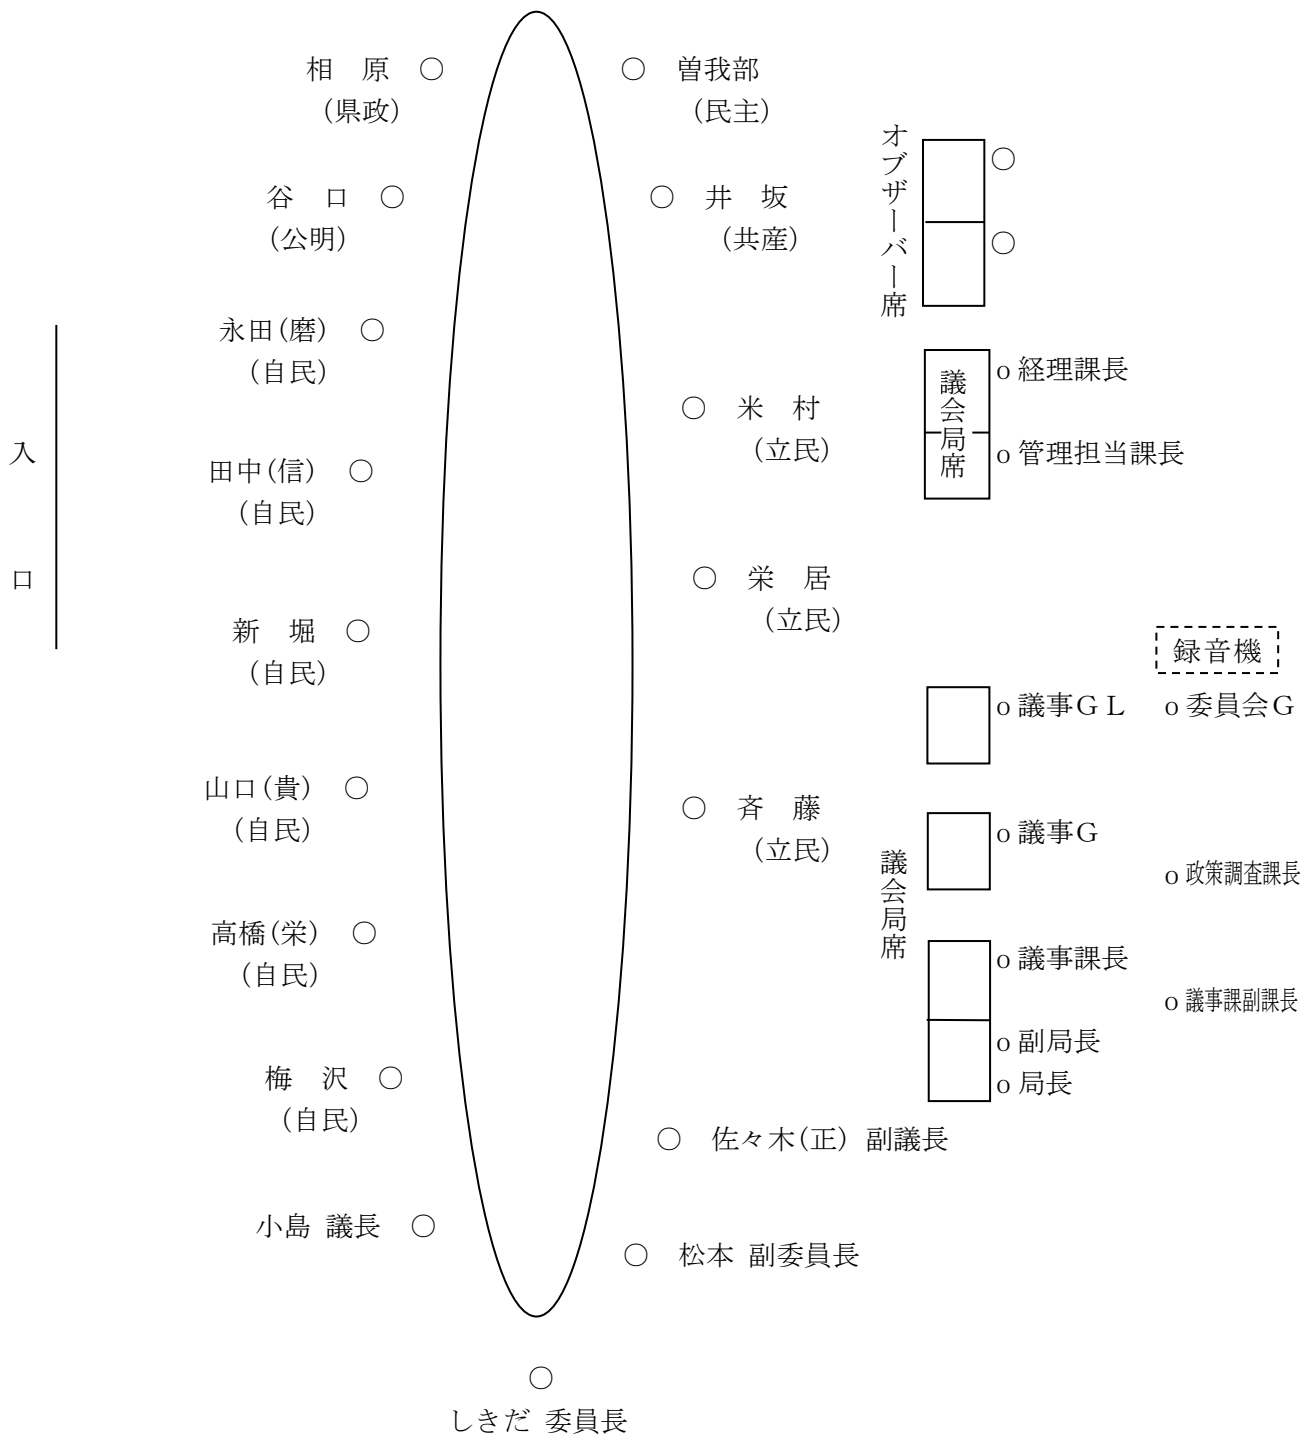 相　原　○
(県政)
○　曽我部
(民主)
谷　口　○
(公明)
○　井　坂
(共産)
オブザーバー席
○
○
永田(磨)　○
(自民)
○　米　村
(立民)
議会局席
o 経理課長
o 管理担当課長
入　口
田中(信)　○
(自民)
○　栄　居
(立民)
新　堀　○
(自民)
録音機
o 議事ＧＬ
o 委員会Ｇ
山口(貴)　○
(自民)
○　斉　藤
(立民)
議会局席
o 議事Ｇ
o 政策調査課長
高橋(栄)　○
(自民)
o 議事課長
o 議事課副課長
o 副局長
o 局長
梅　沢　○
(自民)
○　佐々木(正) 副議長
小島 議長　○
○　松本 副委員長
○
しきだ 委員長